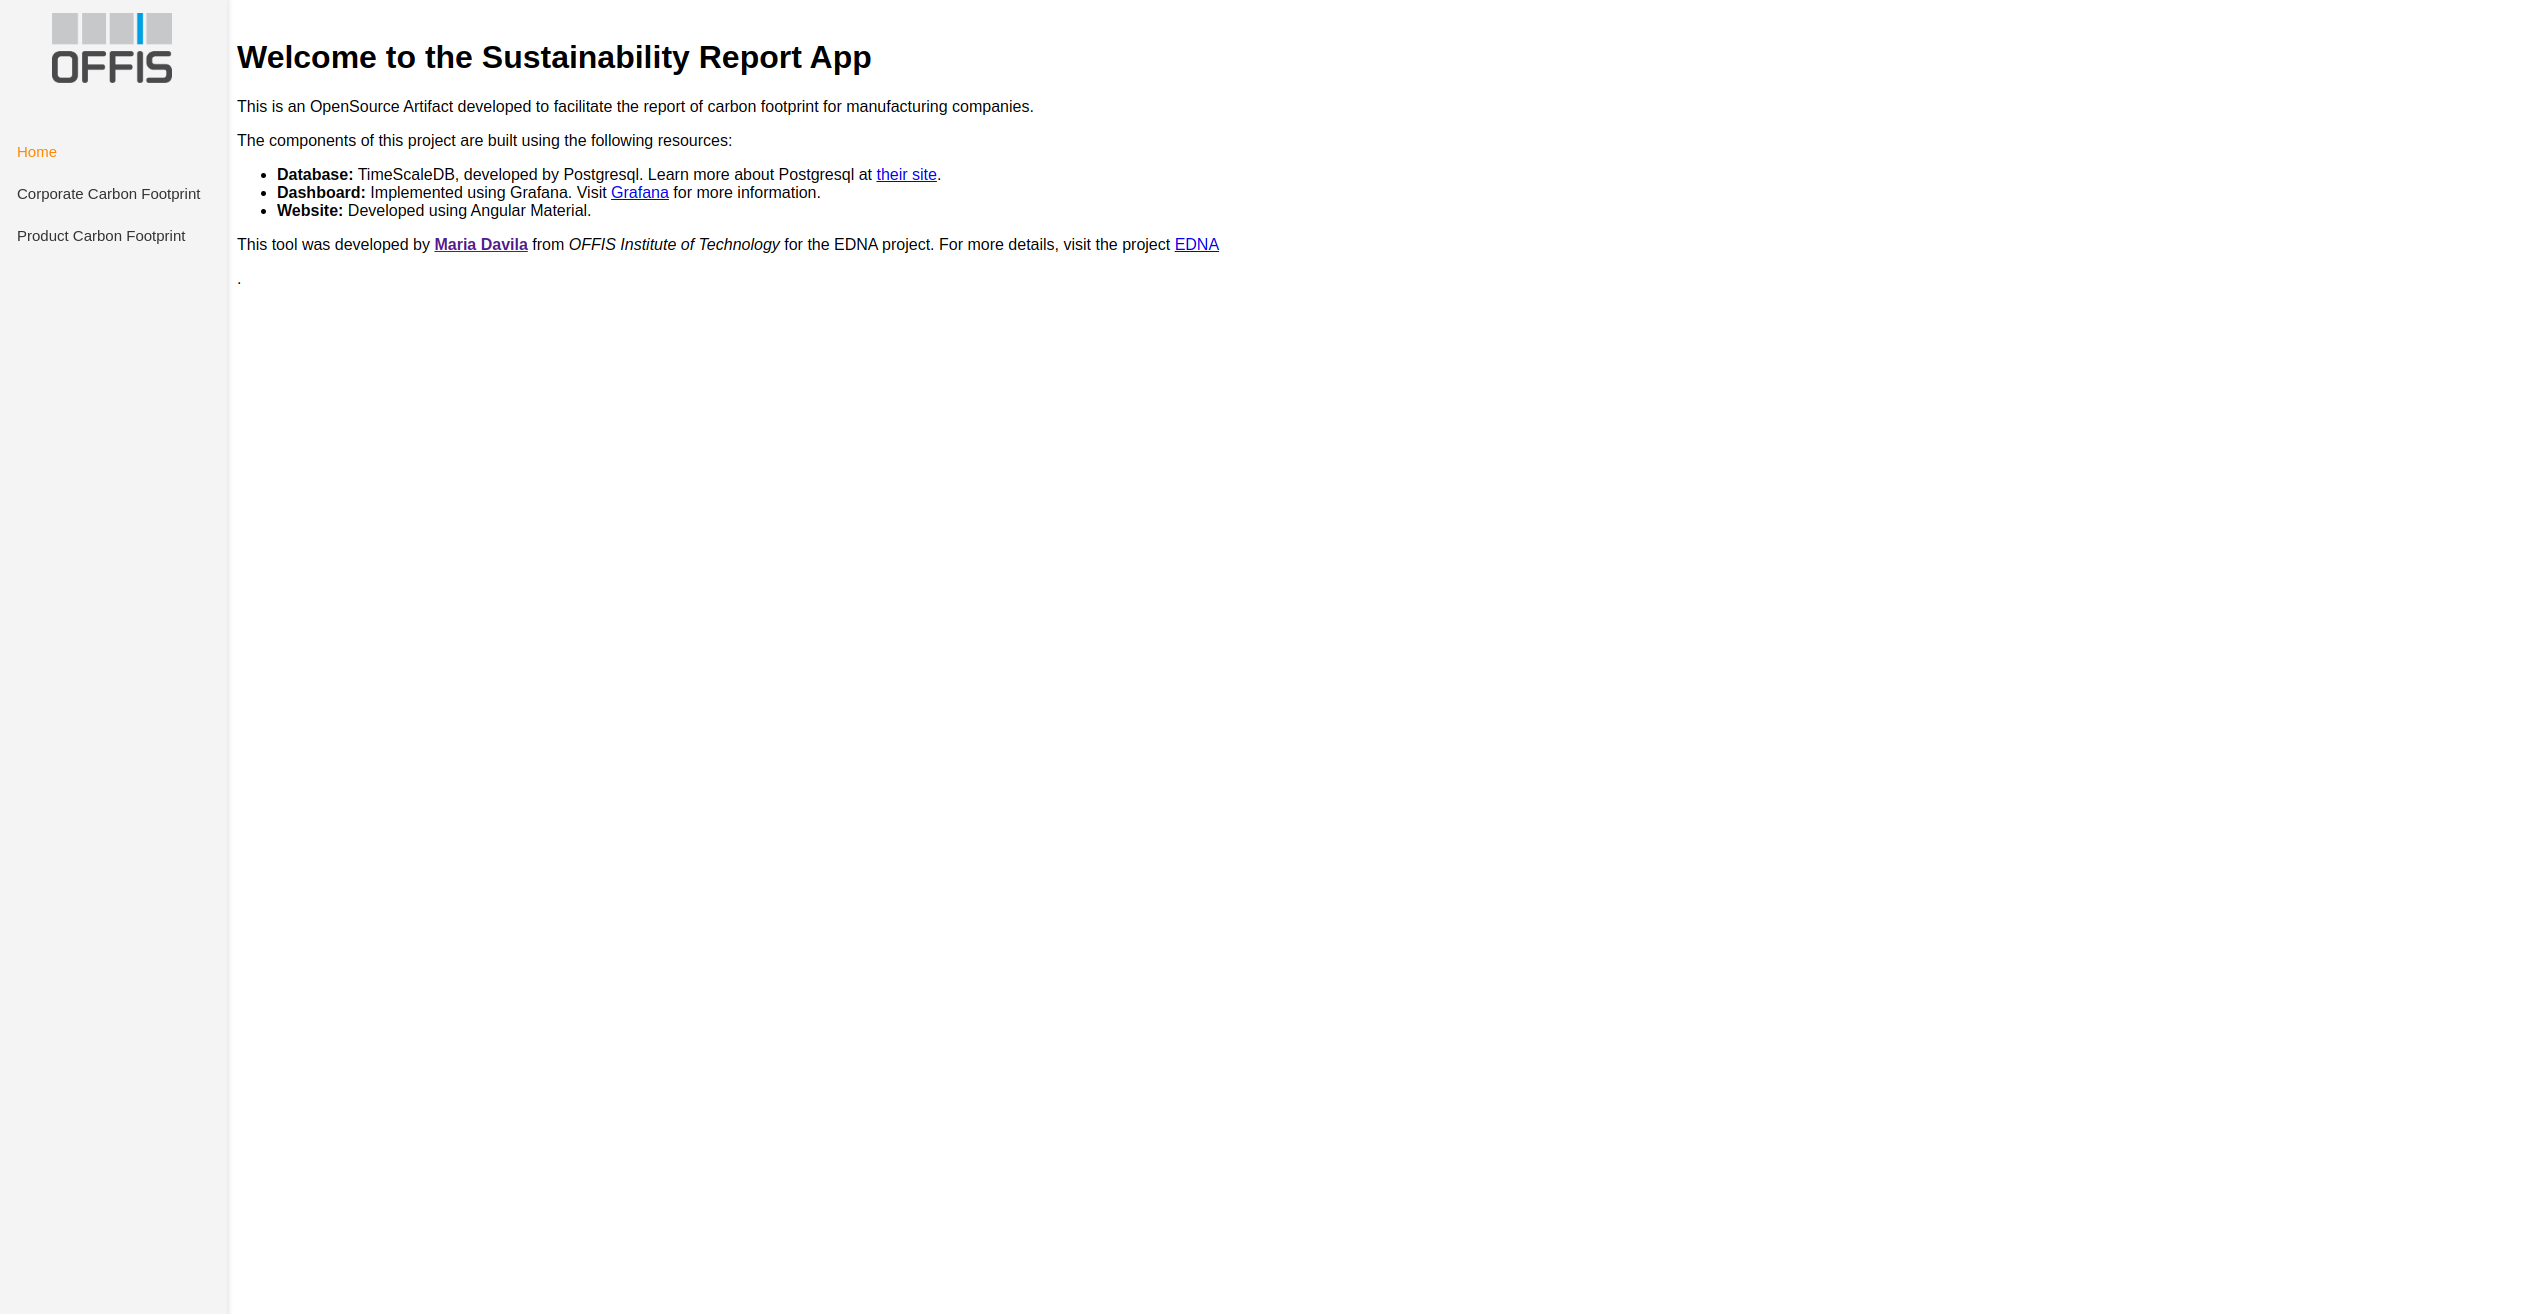 OFFIS
Home
Corporate Carbon Footprint
Product Carbon Footprint
Welcome to the Sustainability Report App
This is an OpenSource Artifact developed to facilitate the report of carbon footprint for manufacturing companies.
The components of this project are built using the following resources:
• Database: TimeScaleDB, developed by Postgresql. Learn more about Postgresql at their site.
• Dashboard: Implemented using Grafana. Visit Grafana for more information.
• Website: Developed using Angular Material.
This tool was developed by Maria Davila from OFFIS Institute of Technology for the EDNA project. For more details, visit the project EDNA
.